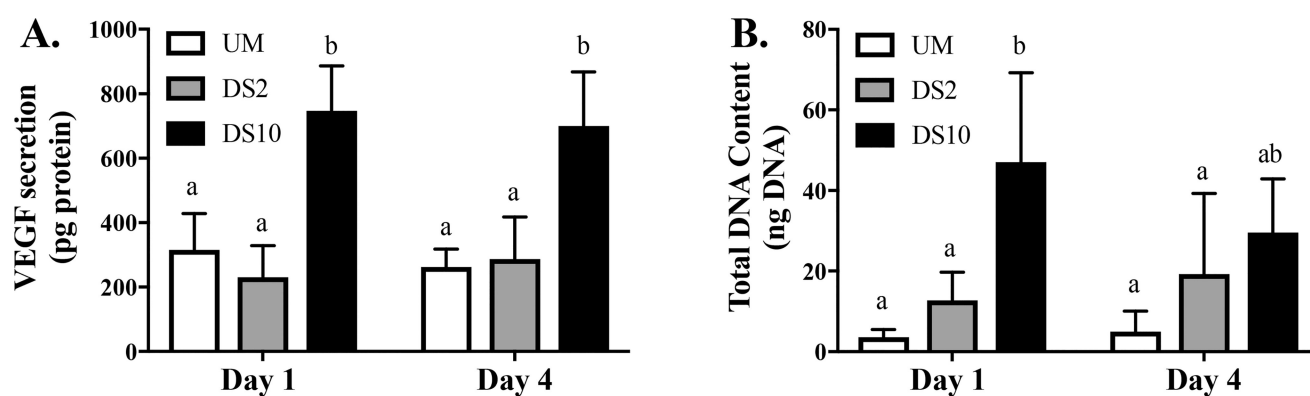 A.
VEGF secretion
(pg protein)
1000
800
600
400
200
0
UM
DS2
DS10
a
a
b
a
a
b
Day 1
Day 4
B.
Total DNA Content
(ng DNA)
80
60
40
20
0
UM
DS2
DS10
a
a
b
a
a
ab
Day 1
Day 4